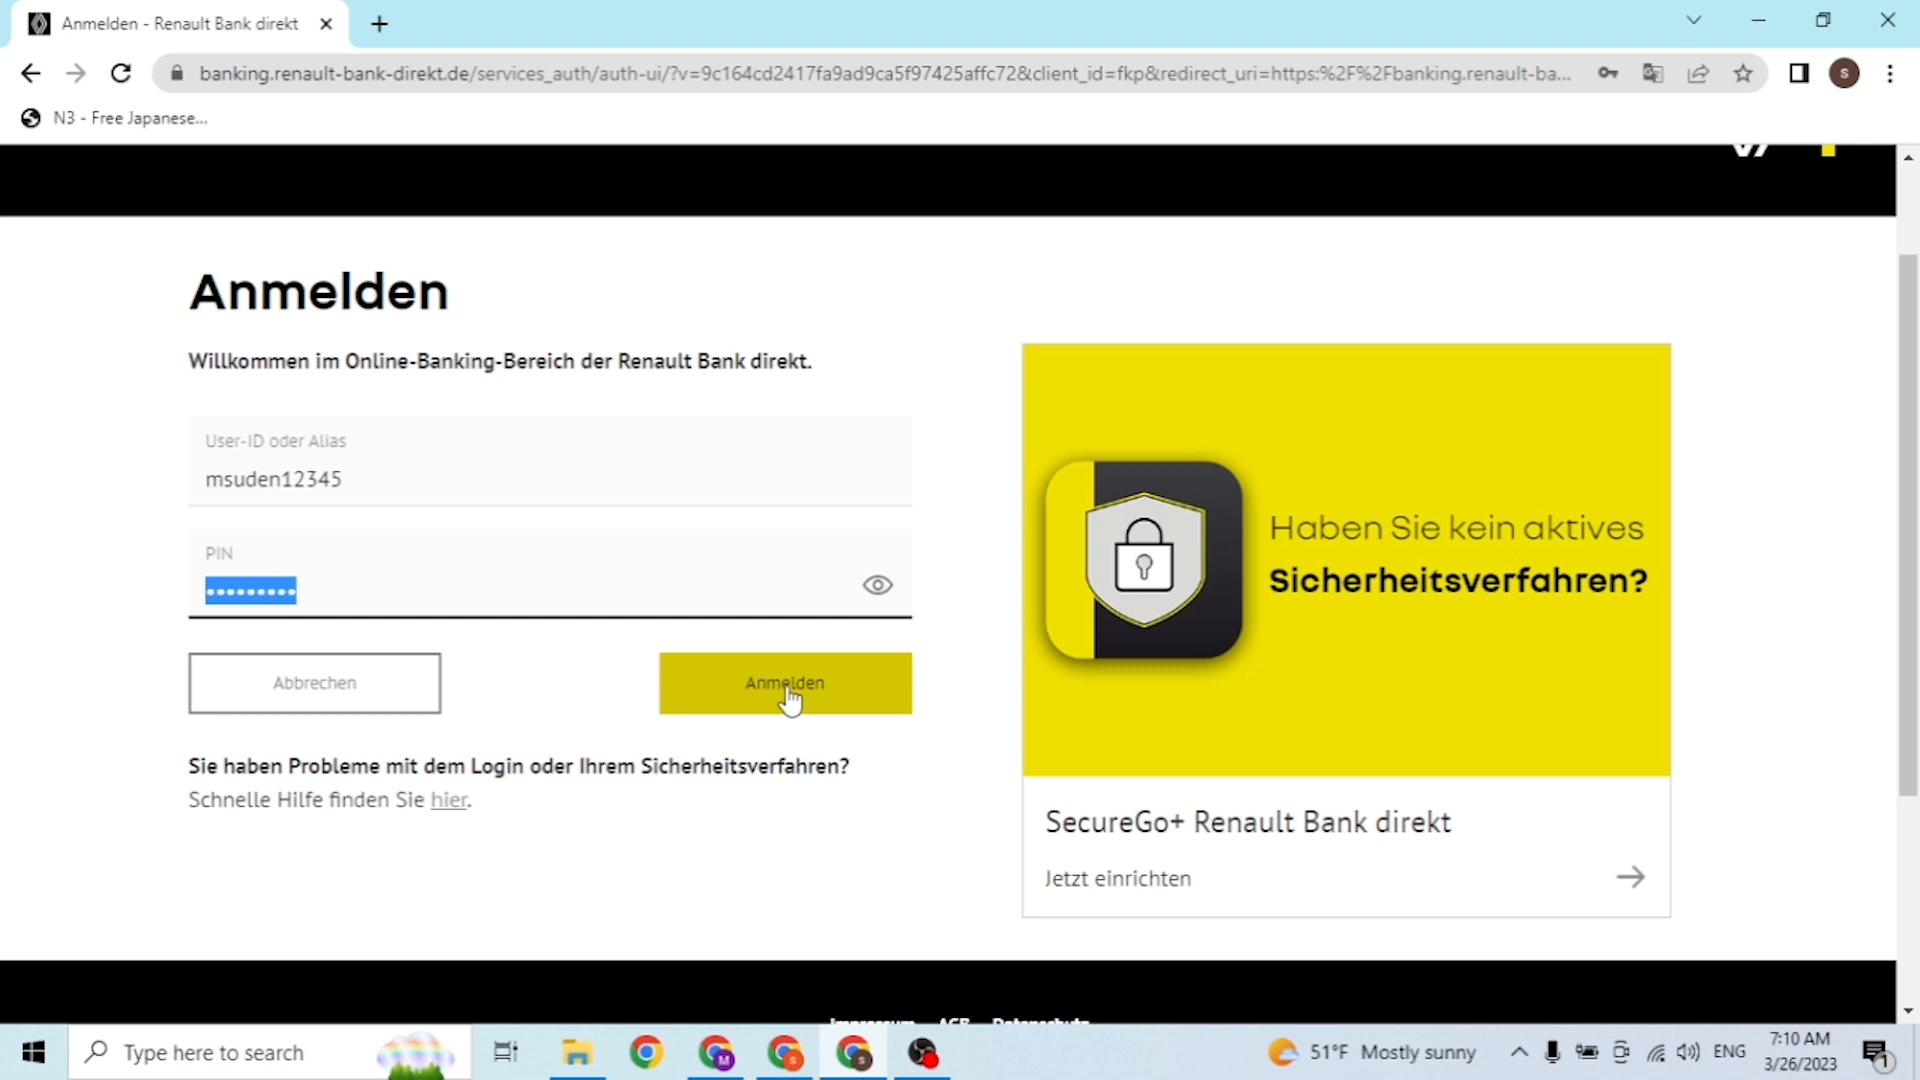 Anmelden - Renault Bank direkt
banking.renault-bank-direkt.de/services_auth/auth-ui/?v=9c164cd2417fa9ad9ca5f97425affc72&client_id=fkp&redirect_uri=https:%2F%2Fbanking.renault-ba...
S
N3 - Free Japanese...
Anmelden
Willkommen im Online-Banking-Bereich der Renault Bank direkt.
User-ID oder Alias
msuden12345
PIN
Abbrechen
Anmelden
Sie haben Probleme mit dem Login oder Ihrem Sicherheitsverfahren?
Schnelle Hilfe finden Sie hier.
Haben Sie kein aktives
Sicherheitsverfahren?
SecureGo+ Renault Bank direkt
Jetzt einrichten
Impressum AGB Datenschutz
Type here to search
M
S
S
51°F Mostly sunny
ENG
7:10 AM
3/26/2023
1